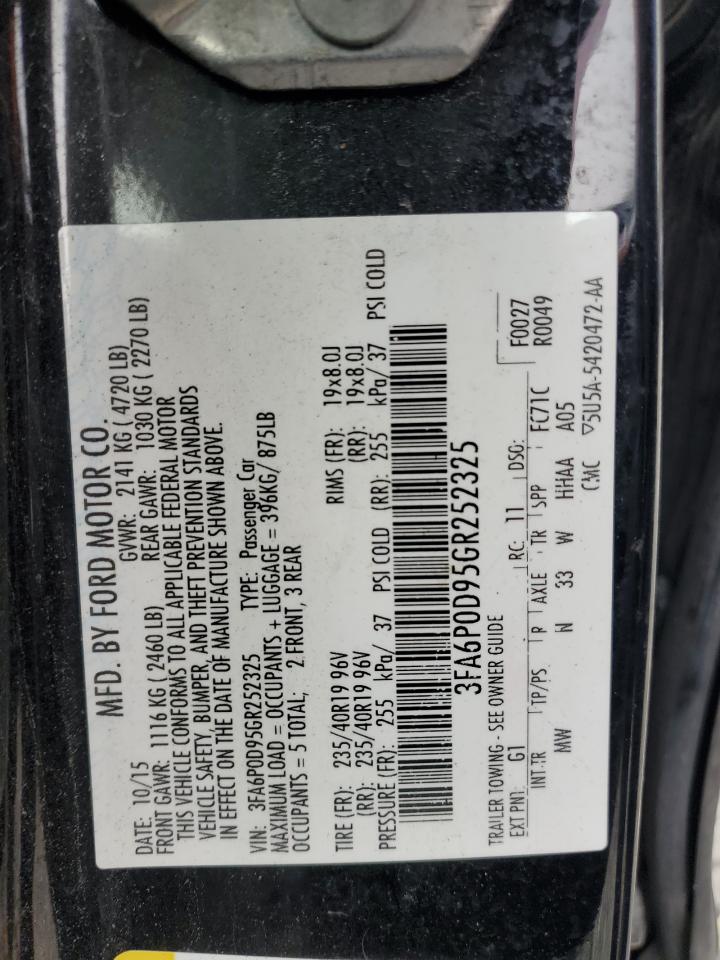 MFD. BY FORD MOTOR CO.
DATE: 10/15 GVWR: 2141 KG ( 4720 LB)
FRONT GAWR: 1116 KG ( 2460 LB) REAR GAWR: 1030 KG ( 2270 LB)
THIS VEHICLE CONFORMS TO ALL APPLICABLE FEDERAL MOTOR
VEHICLE SAFETY, BUMPER, AND THEFT PREVENTION STANDARDS
IN EFFECT ON THE DATE OF MANUFACTURE SHOWN ABOVE.
VIN: 3FA6P0D95GR252325 TYPE: Passenger Car
MAXIMUM LOAD = OCCUPANTS + LUGGAGE = 396KG/ 875LB
OCCUPANTS = 5 TOTAL; 2 FRONT, 3 REAR
TIRE (FR): 235/40R19 96V RIMS (FR): 19x8.0J
(RR): 235/40R19 96V (RR): 19x8.0J
PRESSURE (FR): 255 kPa/ 37 PSI COLD (RR): 255 kPa/ 37 PSI COLD
3FA6P0D95GR252325
TRAILER TOWING - SEE OWNER GUIDE F0027
EXT PNT: G1 RC: 11 DSO: R0049
INT TR TP/PS R AXLE TR SPP FC71C
MW N 33 W HHAA A05
CMC ▽5U5A-5420472-AA